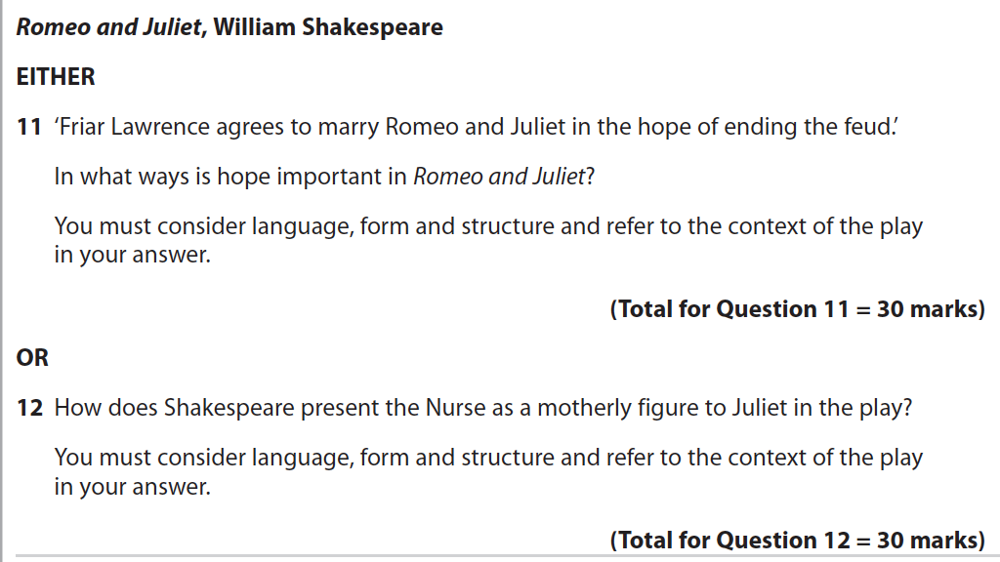 Romeo and Juliet, William Shakespeare
EITHER
11 ‘Friar Lawrence agrees to marry Romeo and Juliet in the hope of ending the feud.’
In what ways is hope important in Romeo and Juliet?
You must consider language, form and structure and refer to the context of the play
in your answer.
(Total for Question 11 = 30 marks)
OR
12 How does Shakespeare present the Nurse as a motherly figure to Juliet in the play?
You must consider language, form and structure and refer to the context of the play
in your answer.
(Total for Question 12 = 30 marks)